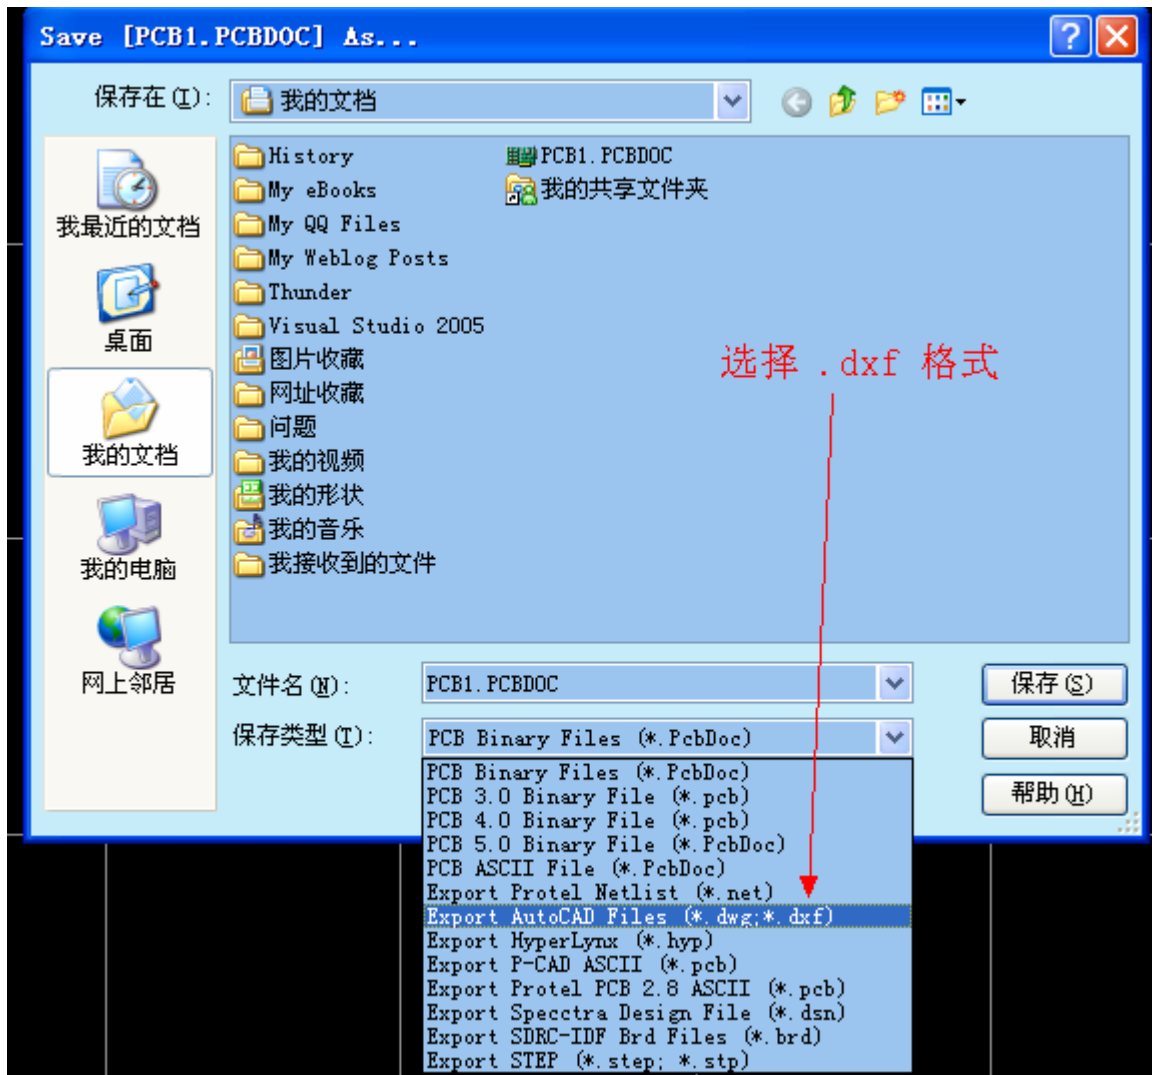 Save [PCB1.PCBDOC] As...
保存在(I):
我的文档
我最近的文档
桌面
我的文档
我的电脑
网上邻居
History
My eBooks
My QQ Files
My Weblog Posts
Thunder
Visual Studio 2005
图片收藏
网址收藏
问题
我的视频
我的形状
我的音乐
我接收到的文件
PCB1.PCBDOC
我的共享文件夹
选择 .dxf 格式
文件名(N):
PCB1.PCBDOC
保存(S)
保存类型(T):
PCB Binary Files (*.PcbDoc)
取消
帮助(H)
PCB Binary Files (*.PcbDoc)
PCB 3.0 Binary File (*.pcb)
PCB 4.0 Binary File (*.pcb)
PCB 5.0 Binary File (*.PcbDoc)
PCB ASCII File (*.PcbDoc)
Export Protel Netlist (*.net)
Export AutoCAD Files (*.dwg;*.dxf)
Export HyperLynx (*.hyp)
Export P-CAD ASCII (*.pcb)
Export Protel PCB 2.8 ASCII (*.pcb)
Export Specctra Design File (*.dsn)
Export SDRC-IDF Brd Files (*.brd)
Export STEP (*.step; *.stp)